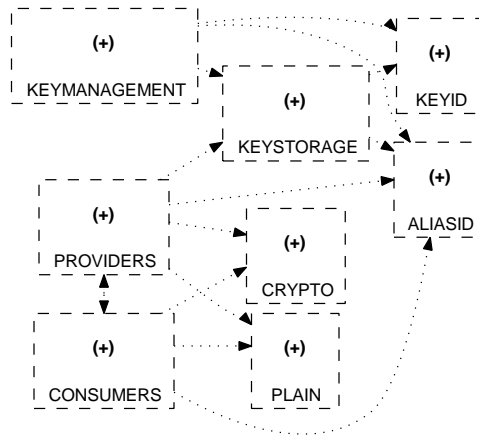 (+)
KEYMANAGEMENT
(+)
KEYID
(+)
KEYSTORAGE
(+)
ALIASID
(+)
PROVIDERS
(+)
CRYPTO
(+)
CONSUMERS
(+)
PLAIN